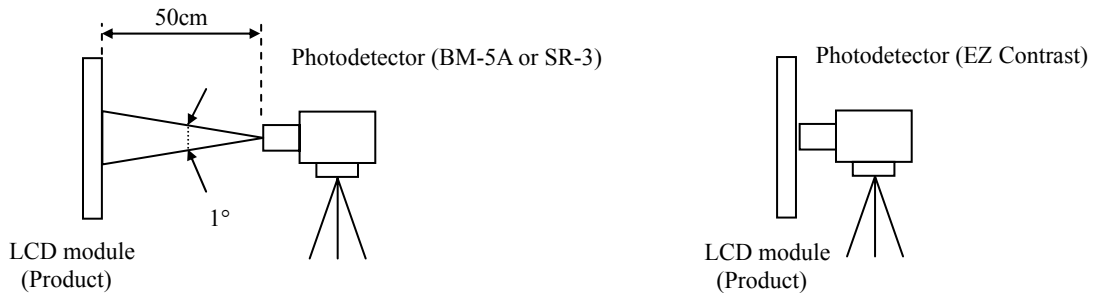 50cm
Photodetector (BM-5A or SR-3)
1°
LCD module
(Product)
Photodetector (EZ Contrast)
LCD module
(Product)